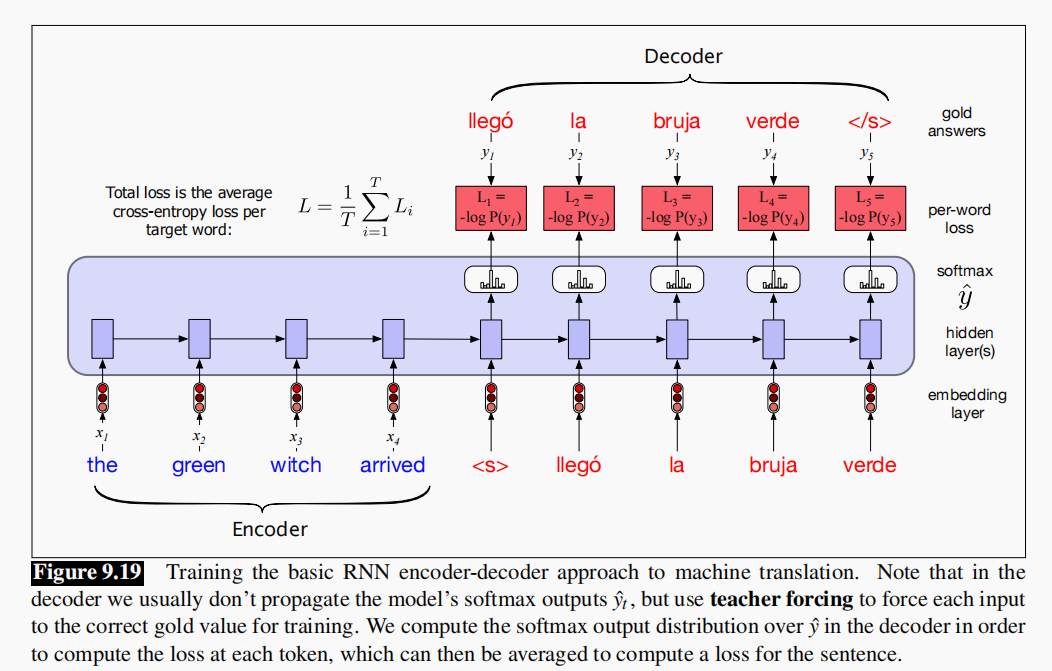 Decoder
llegó la bruja verde </s>
gold
answers
y1 y2 y3 y4 y5
Total loss is the average
cross-entropy loss per
target word:
L = 1/T ∑ᵀᵢ₌₁ Lᵢ
L1 =
-log P(y1)
L2 =
-log P(y2)
L3 =
-log P(y3)
L4 =
-log P(y4)
L5 =
-log P(y5)
per-word
loss
softmax
ŷ
hidden
layer(s)
embedding
layer
x1 x2 x3 x4
the green witch arrived <s> llegó la bruja verde
Encoder
Figure 9.19 Training the basic RNN encoder-decoder approach to machine translation. Note that in the
decoder we usually don't propagate the model's softmax outputs ŷt, but use teacher forcing to force each input
to the correct gold value for training. We compute the softmax output distribution over ŷ in the decoder in order
to compute the loss at each token, which can then be averaged to compute a loss for the sentence.